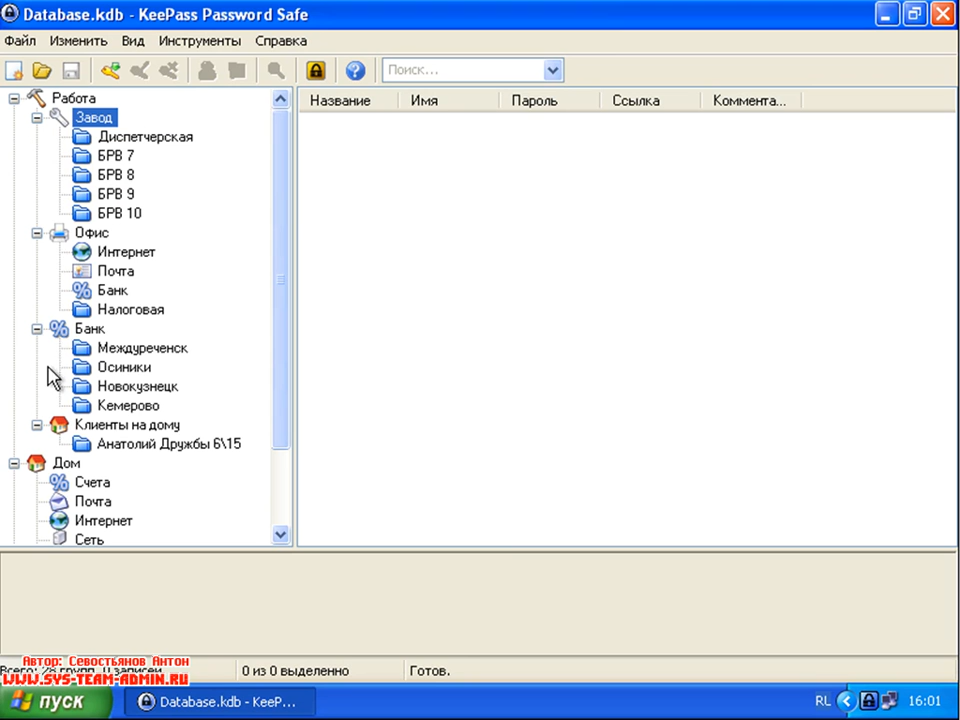 Database.kdb - KeePass Password Safe
Файл Изменить Вид Инструменты Справка
Поиск...
Название Имя Пароль Ссылка Коммента...
Работа
Завод
Диспетчерская
БРВ 7
БРВ 8
БРВ 9
БРВ 10
Офис
Интернет
Почта
Банк
Налоговая
Банк
Междуреченск
Осиники
Новокузнецк
Кемерово
Клиенты на дому
Анатолий Дружбы 6\15
Дом
Счета
Почта
Интернет
Сеть
Автор: Севостьянов Антон
0 из 0 выделенно Готов.
WWW.SYS-TEAM-ADMIN.RU
пуск Database.kdb - KeeP... RL 16:01